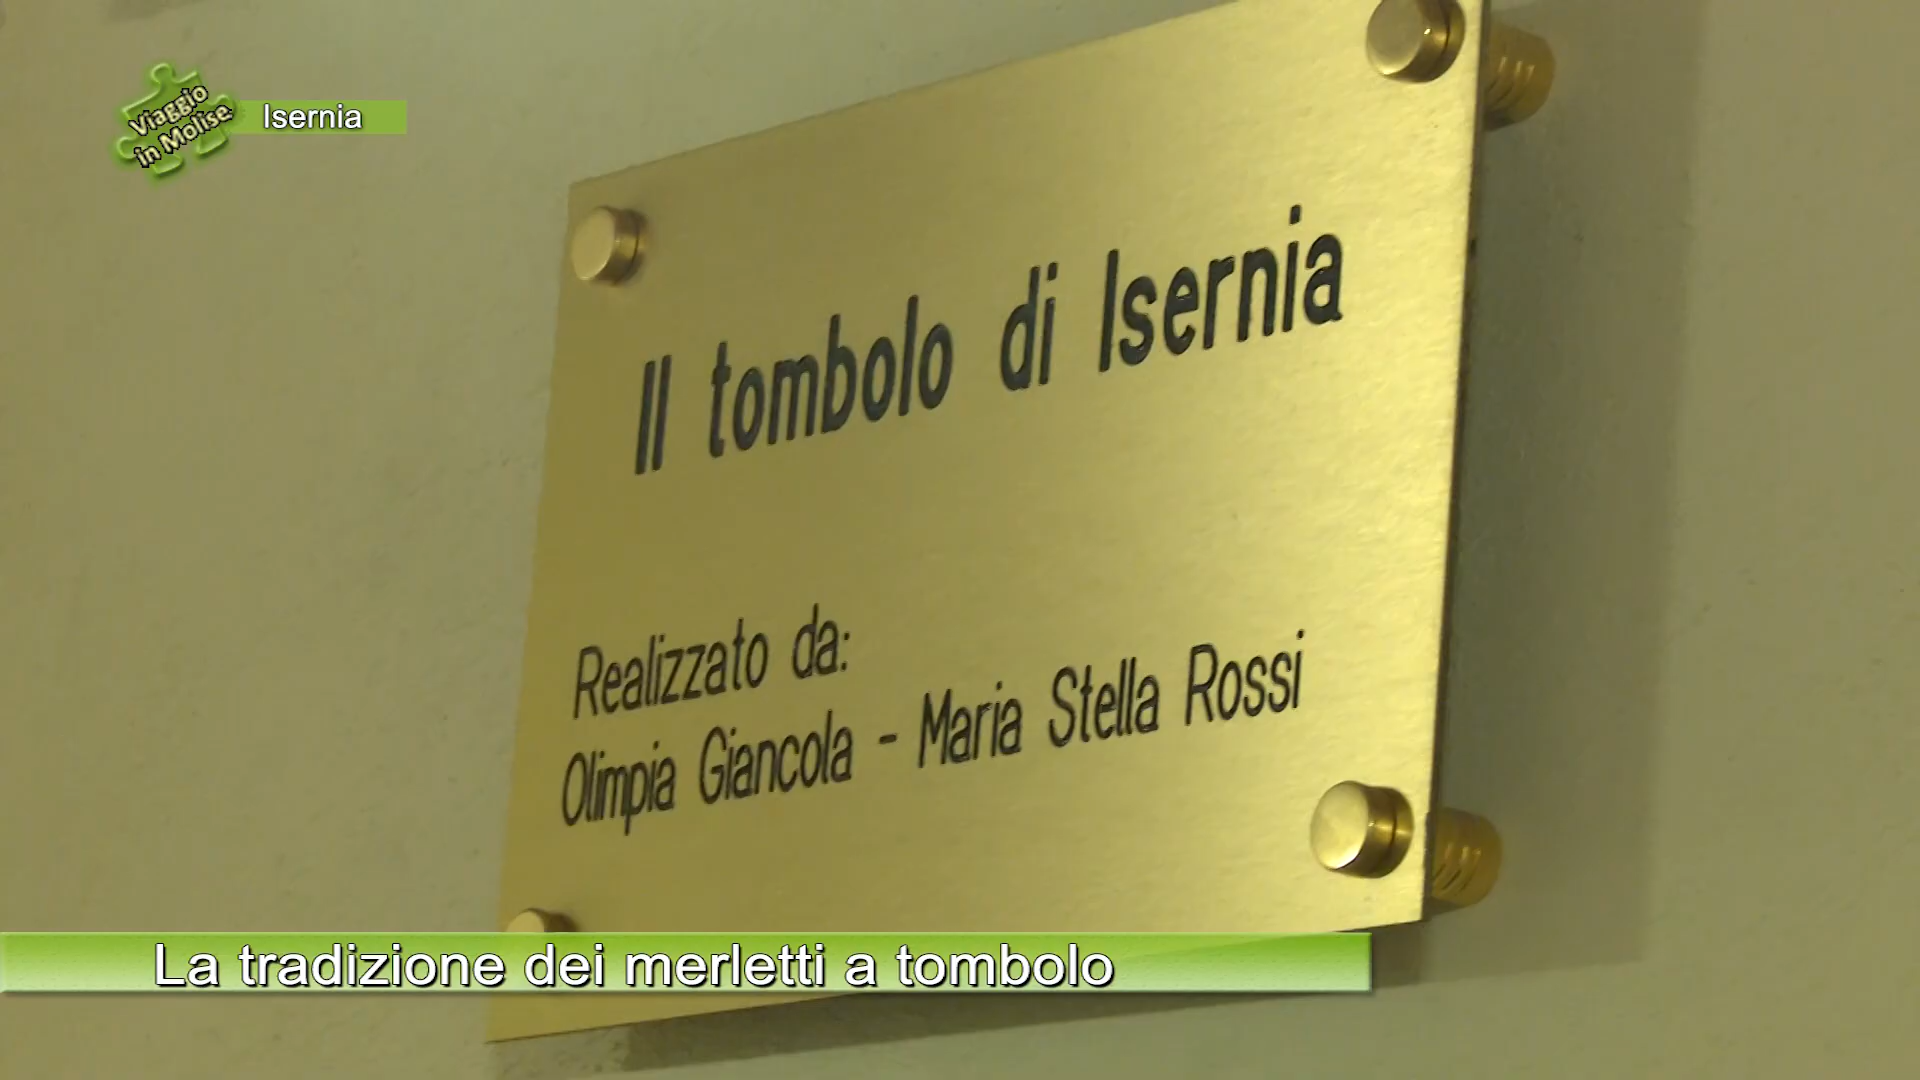 Viaggio
in Molise
Isernia
Il tombolo di Isernia
Realizzato da:
Olimpia Giancola - Maria Stella Rossi
La tradizione dei merletti a tombolo